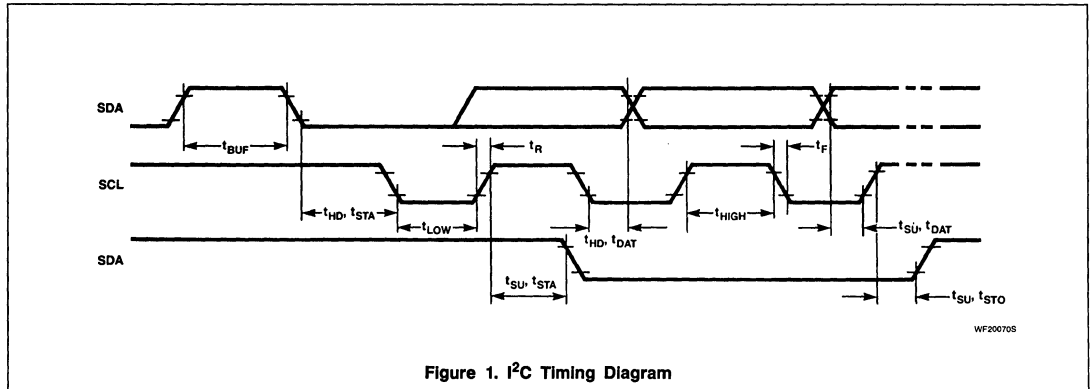 SDA
tBUF
tR
tF
SCL
tHD, tSTA
tLOW
tHD, tDAT
tHIGH
tSU, tDAT
SDA
tSU, tSTA
tSU, tSTO
WF20070S
Figure 1. I²C Timing Diagram